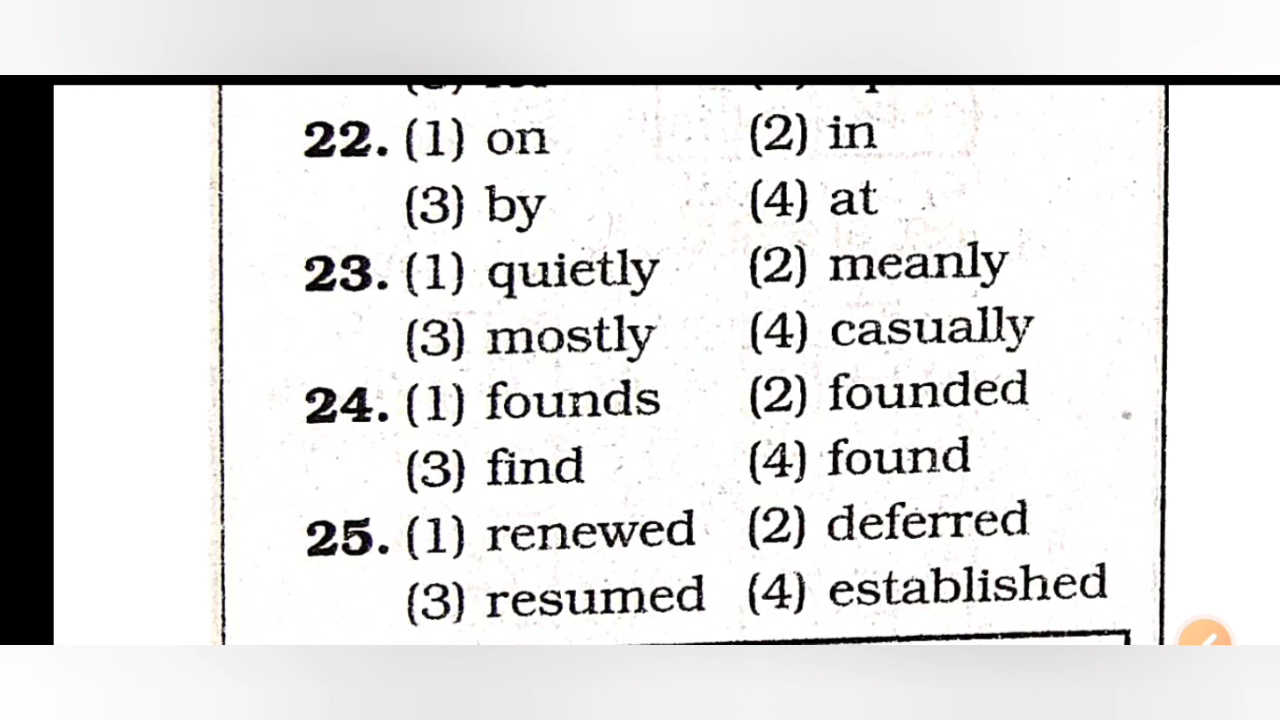 22. (1) on (2) in
(3) by (4) at
23. (1) quietly (2) meanly
(3) mostly (4) casually
24. (1) founds (2) founded
(3) find (4) found
25. (1) renewed (2) deferred
(3) resumed (4) established